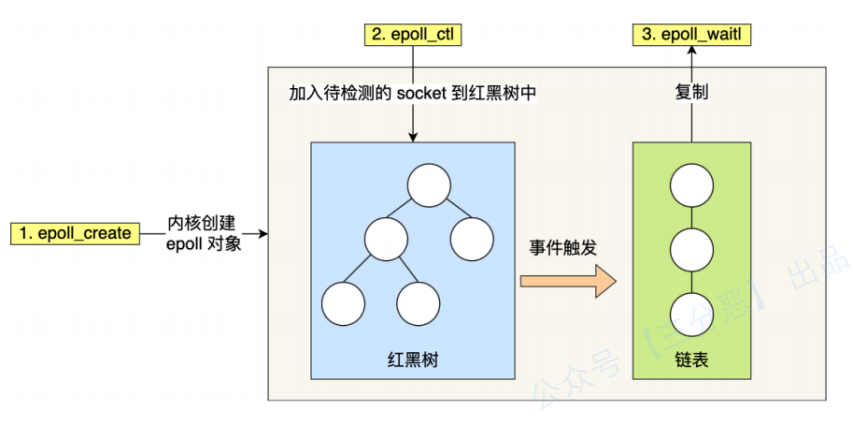 2. epoll_ctl
3. epoll_waitl
加入待检测的 socket 到红黑树中
复制
1. epoll_create
内核创建
epoll 对象
事件触发
红黑树
链表
公众号【三分恶】出品